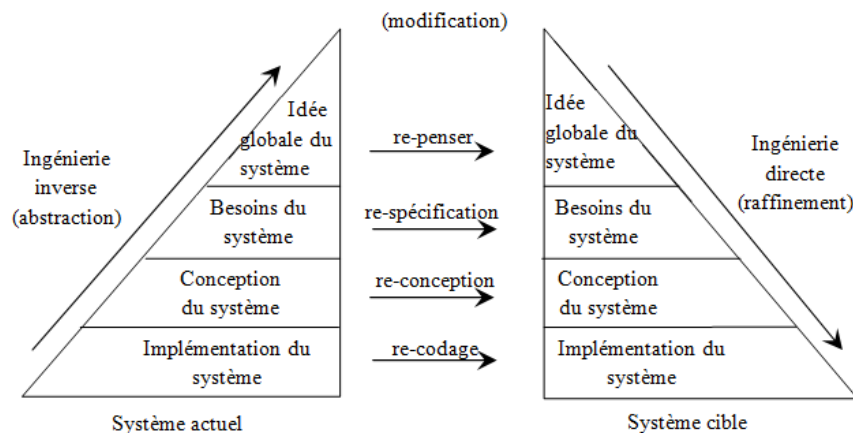 (modification)
Idée
globale du
système
Ingénierie
inverse
(abstraction)
Besoins du
système
Conception
du système
Implémentation du
système
Système actuel
re-penser
re-spécification
re-conception
re-codage
Idée
globale du
système
Besoins du
système
Conception
du système
Implémentation du
système
Système cible
Ingénierie
directe
(raffinement)